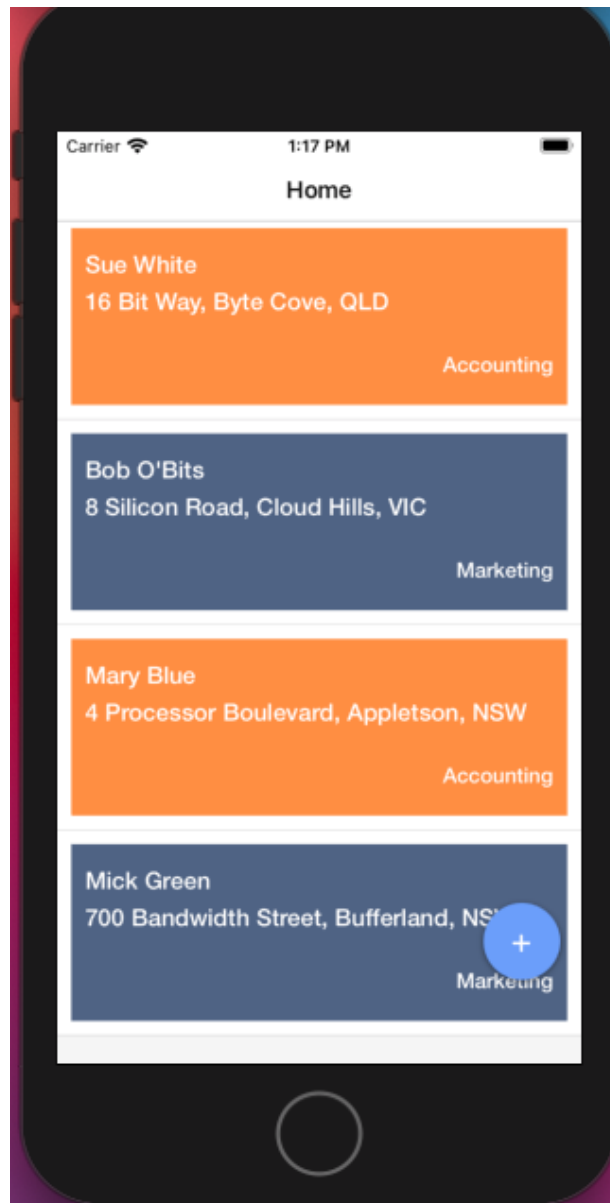 Carrier
1:17 PM
Home
Sue White
16 Bit Way, Byte Cove, QLD
Accounting
Bob O'Bits
8 Silicon Road, Cloud Hills, VIC
Marketing
Mary Blue
4 Processor Boulevard, Appletson, NSW
Accounting
Mick Green
700 Bandwidth Street, Bufferland,
+
Marketing